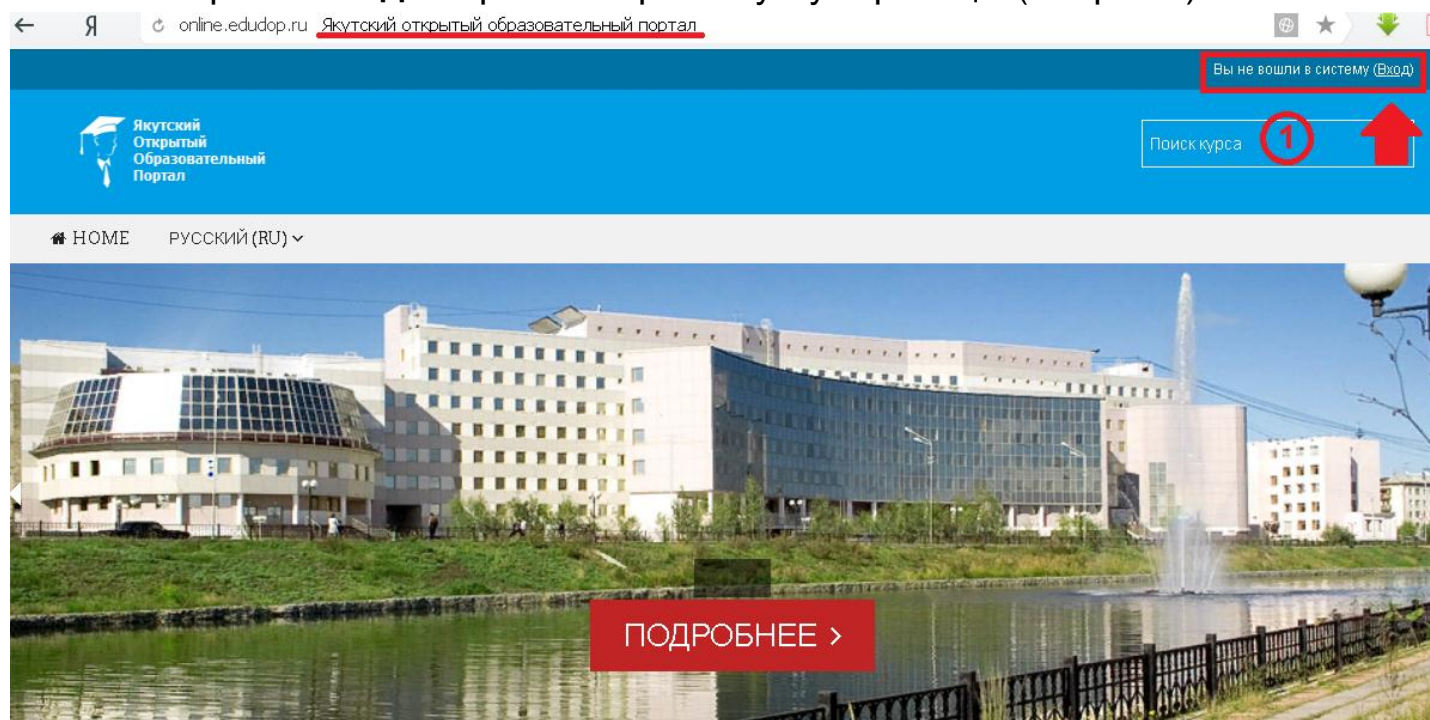 Я online.edudop.ru Якутский открытый образовательный портал
Вы не вошли в систему (Вход)
Якутский
Открытый
Образовательный
Портал
Поиск курса 1
HOME РУССКИЙ (RU)
ПОДРОБНЕЕ >